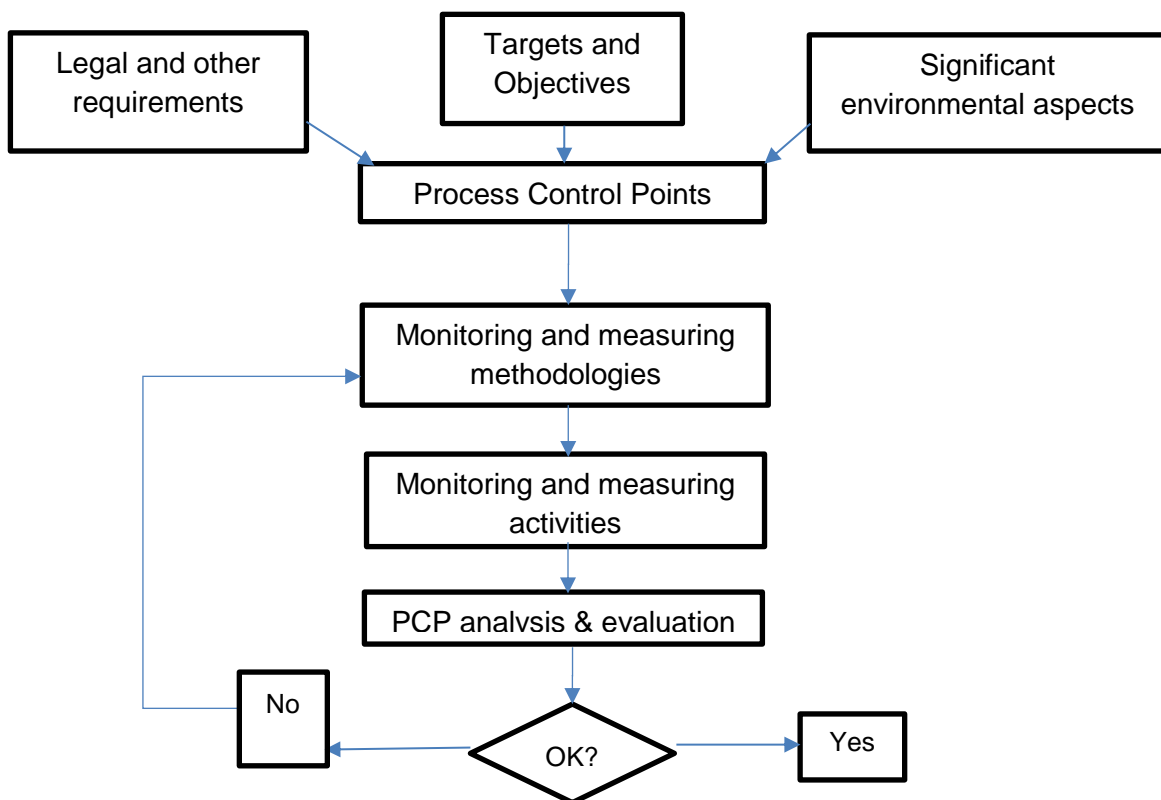 Legal and other
requirements
Targets and
Objectives
Significant
environmental aspects
Process Control Points
Monitoring and measuring
methodologies
Monitoring and measuring
activities
PCP analysis & evaluation
No
OK?
Yes